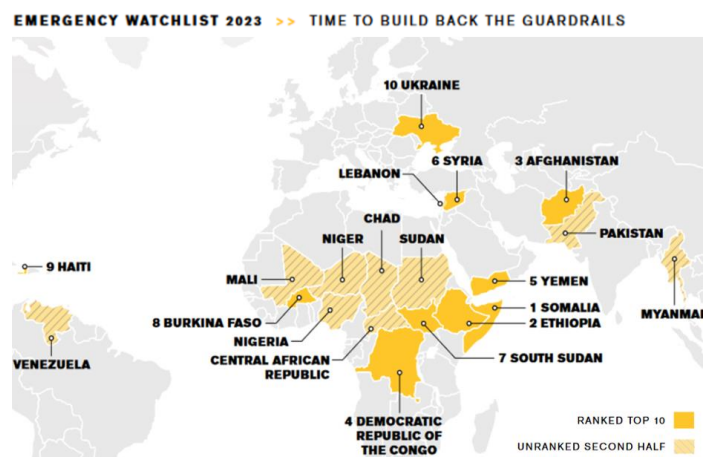 EMERGENCY WATCHLIST 2023 >> TIME TO BUILD BACK THE GUARDRAILS
10 UKRAINE
LEBANON
6 SYRIA
3 AFGHANISTAN
CHAD
PAKISTAN
NIGER
SUDAN
9 HAITI
MALI
5 YEMEN
1 SOMALIA
MYANMAR
8 BURKINA FASO
2 ETHIOPIA
NIGERIA
VENEZUELA
CENTRAL AFRICAN
REPUBLIC
7 SOUTH SUDAN
4 DEMOCRATIC
REPUBLIC OF
THE CONGO
RANKED TOP 10
UNRANKED SECOND HALF